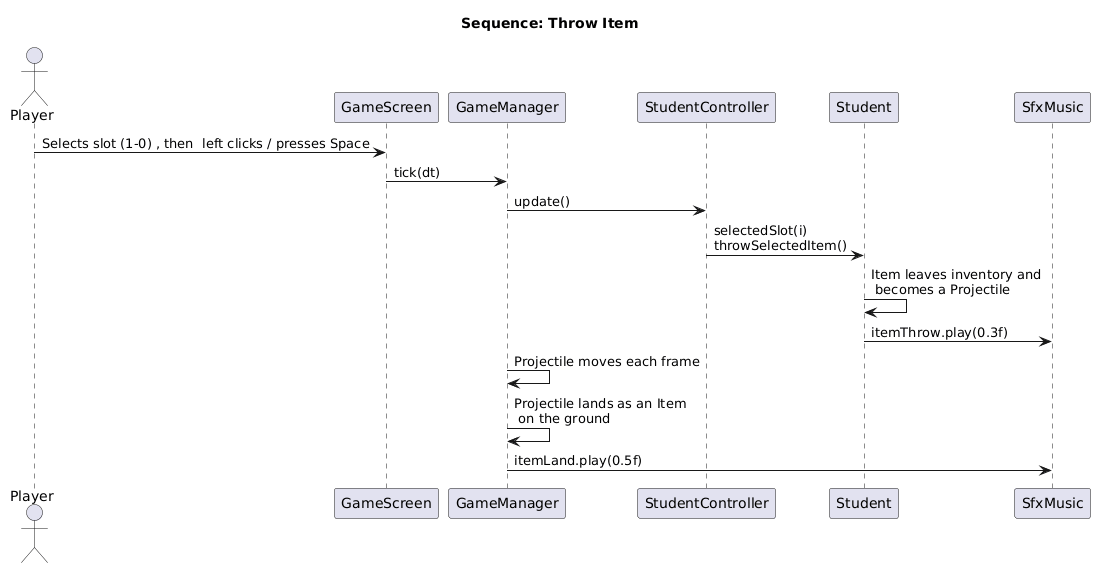 Sequence: Throw Item
Player
GameScreen
GameManager
StudentController
Student
SfxMusic
Selects slot (1-0) , then  left clicks / presses Space
tick(dt)
update()
selectedSlot(i)
throwSelectedItem()
Item leaves inventory and
becomes a Projectile
itemThrow.play(0.3f)
Projectile moves each frame
Projectile lands as an Item
on the ground
itemLand.play(0.5f)
Player
GameScreen
GameManager
StudentController
Student
SfxMusic